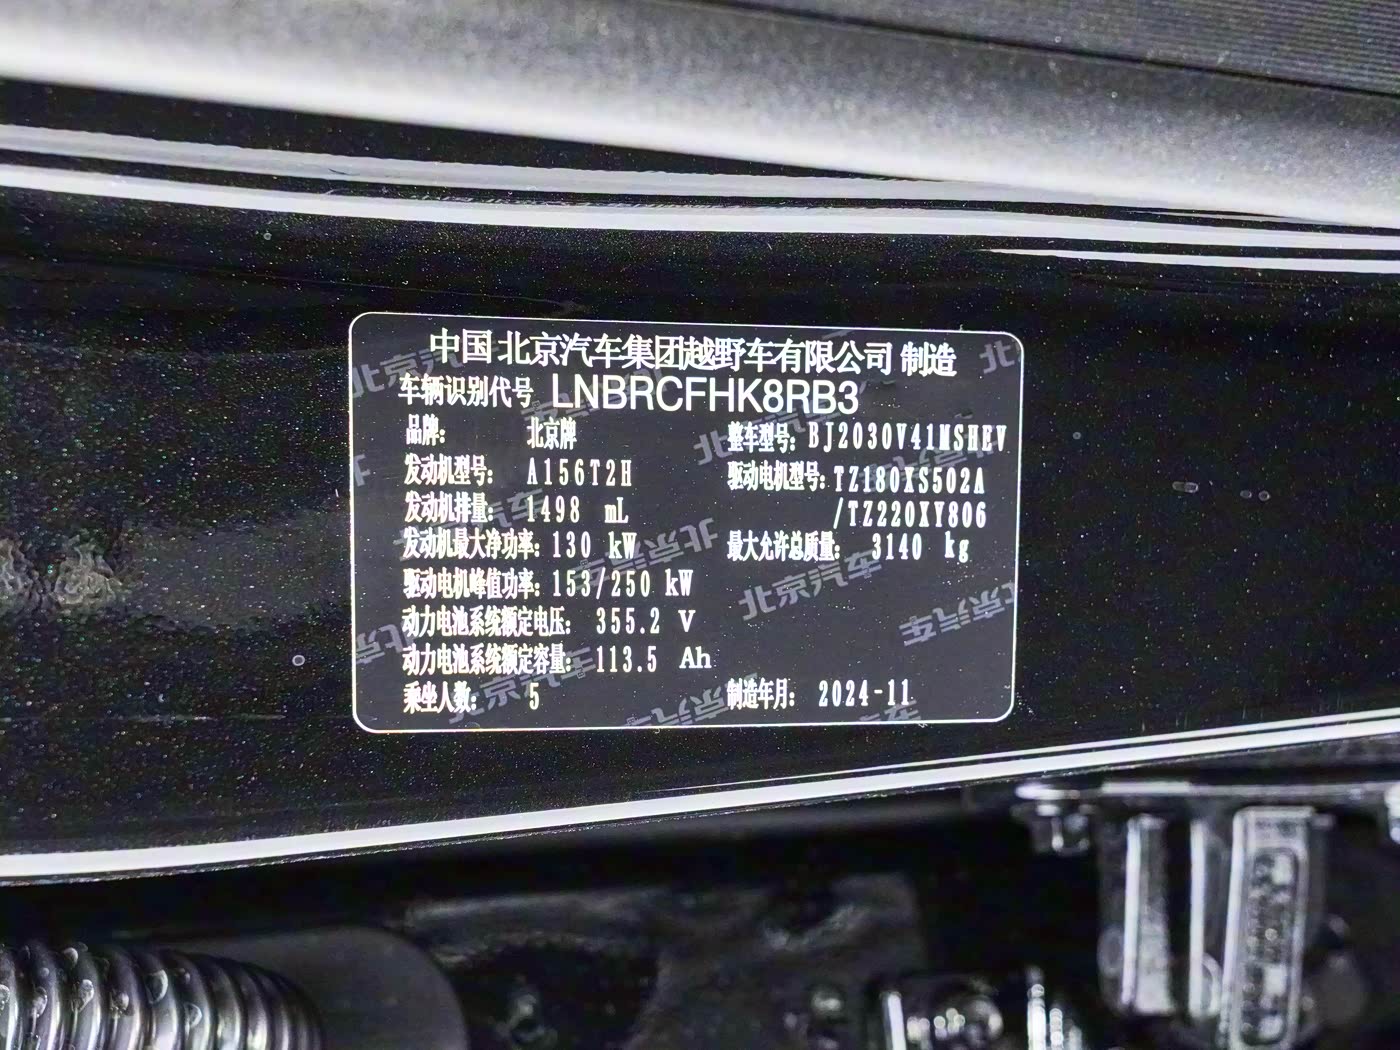 中国 北京汽车集团越野车有限公司 制造
车辆识别代号 LNBRCFHK8RB3
品牌: 北京牌 整车型号: BJ2030V41MSHEV
发动机型号: A156T2H 驱动电机型号: TZ180XS502A
发动机排量: 1498 mL /TZ220XY806
发动机最大净功率: 130 kW 最大允许总质量: 3140 kg
驱动电机峰值功率: 153/250 kW
动力电池系统额定电压: 355.2 V
动力电池系统额定容量: 113.5 Ah
乘坐人数: 5 制造年月: 2024-11